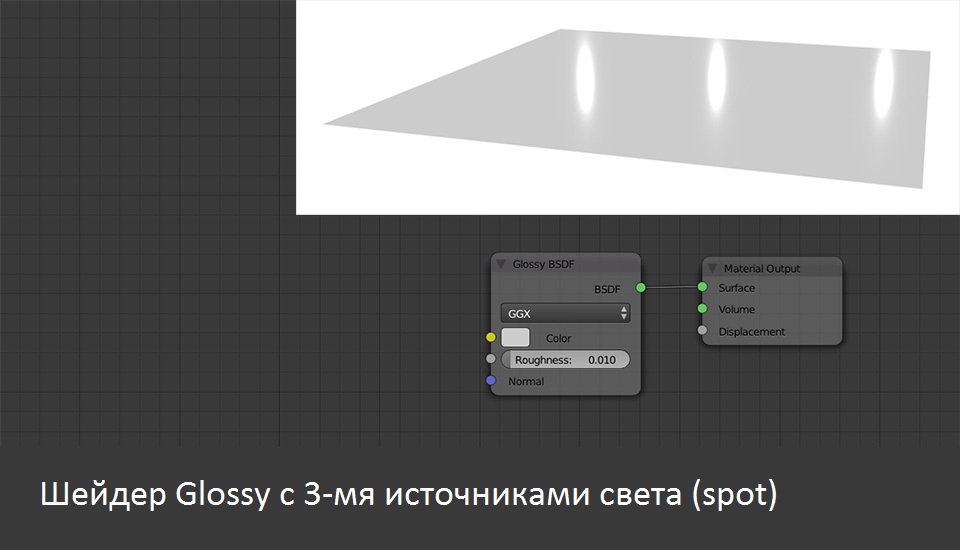 Glossy BSDF
BSDF
GGX
Color
Roughness: 0.010
Normal
Material Output
Surface
Volume
Displacement
Шейдер Glossy с 3-мя источниками света (spot)